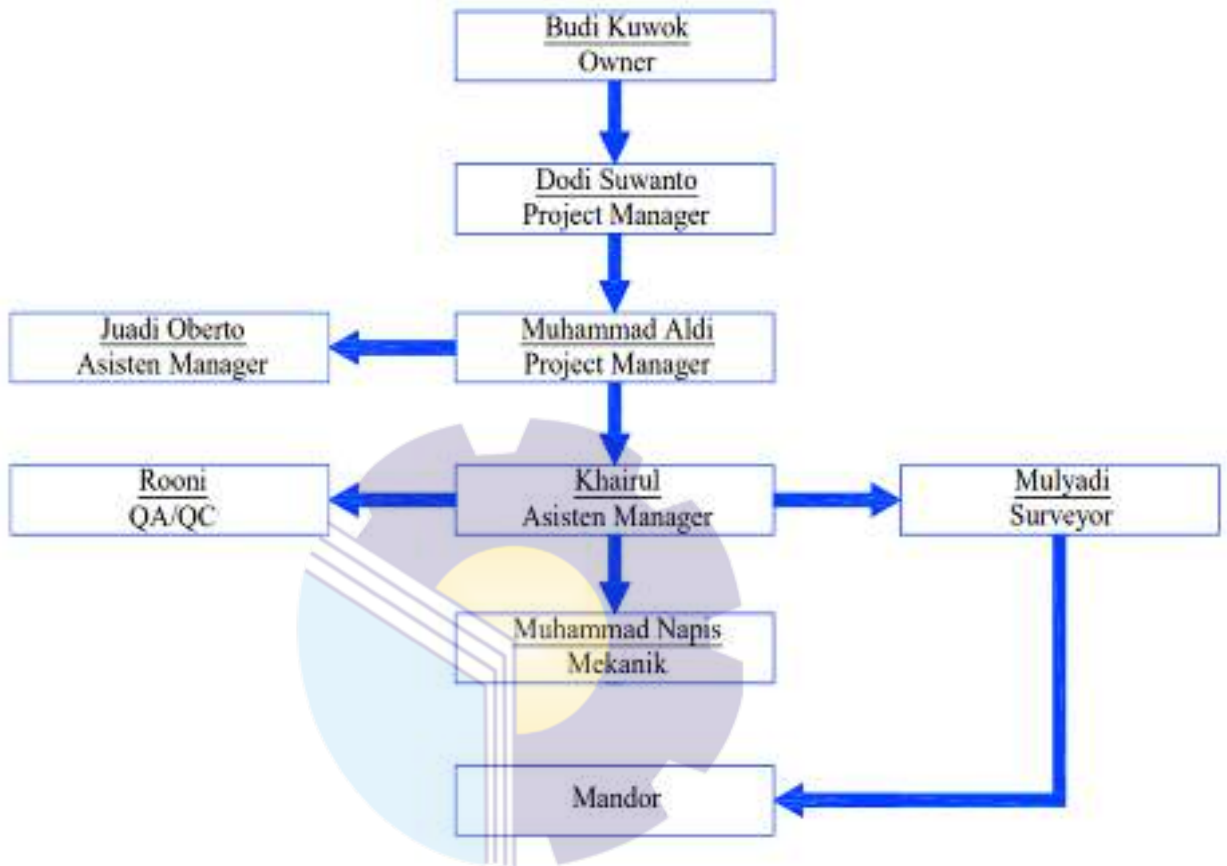 Budi Kuwok
Owner
Dodi Suwanto
Project Manager
Juadi Oberto
Asisten Manager
Muhammad Aldi
Project Manager
Rooni
QA/QC
Khairul
Asisten Manager
Mulyadi
Surveyor
Muhammad Napis
Mekanik
Mandor